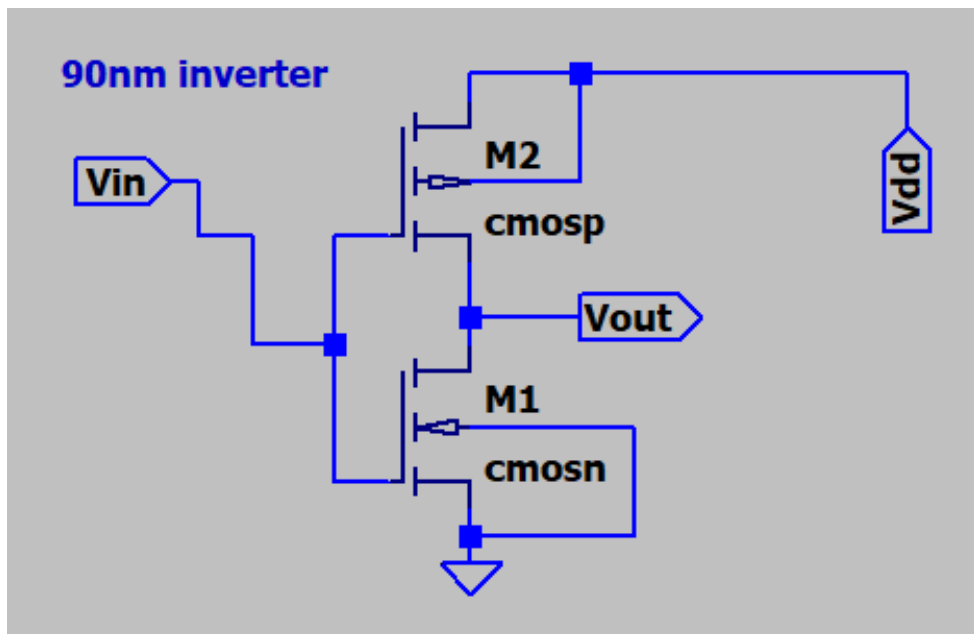 90nm inverter
Vin
M2
cmosp
Vdd
Vout
M1
cmosn